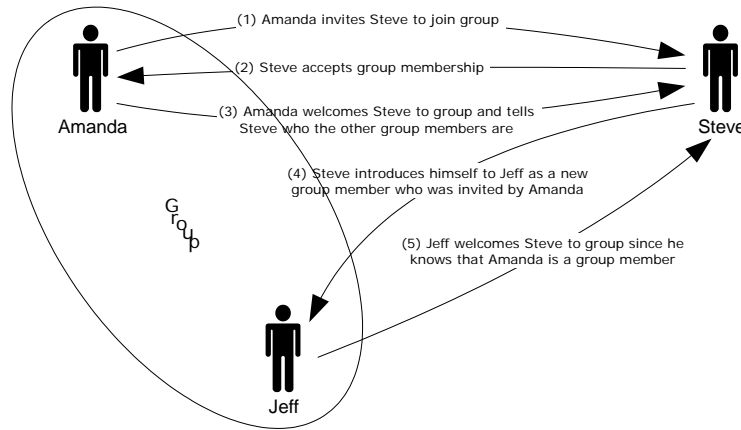 (1) Amanda invites Steve to join group
(2) Steve accepts group membership
(3) Amanda welcomes Steve to group and tells
Steve who the other group members are
Amanda
Steve
(4) Steve introduces himself to Jeff as a new
group member who was invited by Amanda
Group
(5) Jeff welcomes Steve to group since he
knows that Amanda is a group member
Jeff